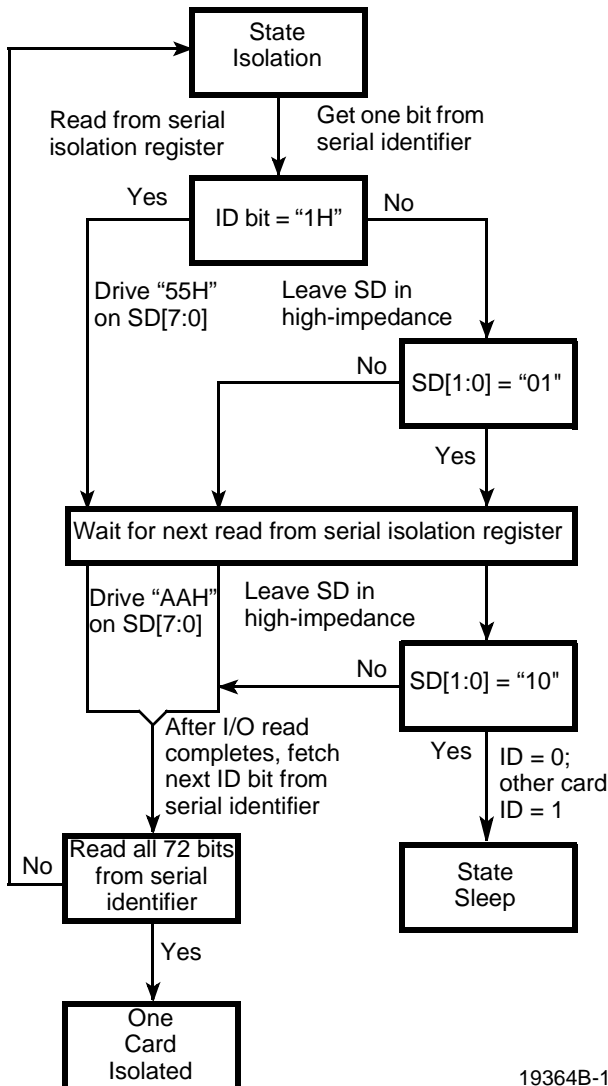 State
Isolation
Read from serial
isolation register
Get one bit from
serial identifier
Yes
ID bit = “1H”
No
Drive “55H”
on SD[7:0]
Leave SD in
high-impedance
No
SD[1:0] = “01"
Yes
Wait for next read from serial isolation register
Drive “AAH”
on SD[7:0]
Leave SD in
high-impedance
No
SD[1:0] = “10"
After I/O read
completes, fetch
next ID bit from
serial identifier
Yes
ID = 0;
other card
ID = 1
No
Read all 72 bits
from serial
identifier
State
Sleep
Yes
One
Card
Isolated
19364B-1